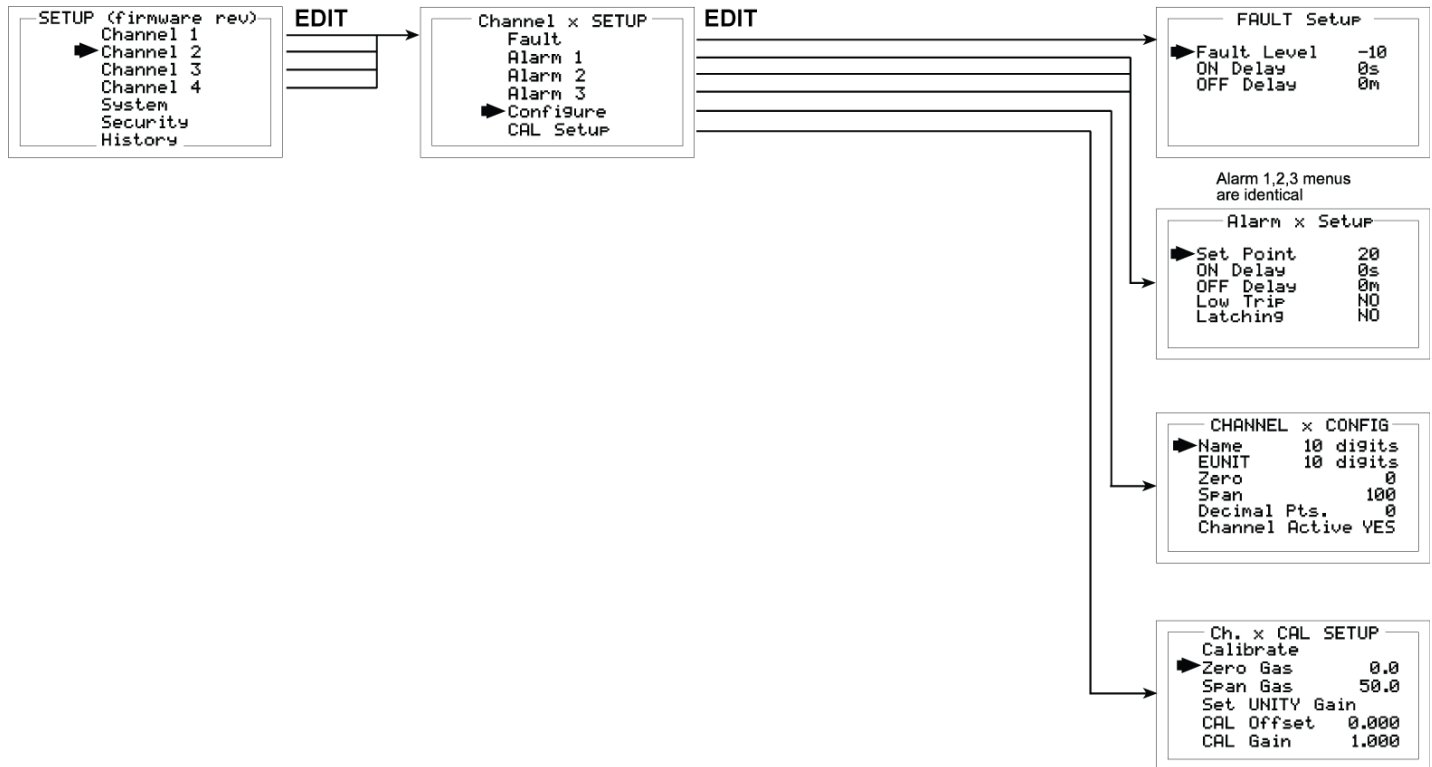 SETUP (firmware rev)
Channel 1
Channel 2
Channel 3
Channel 4
System
Security
History
EDIT
Channel x SETUP
Fault
Alarm 1
Alarm 2
Alarm 3
Configure
CAL Setup
EDIT
FAULT Setup
Fault Level -10
ON Delay 0s
OFF Delay 0m
Alarm 1,2,3 menus
are identical
Alarm x Setup
Set Point 20
ON Delay 0s
OFF Delay 0m
Low Trip NO
Latching NO
CHANNEL x CONFIG
Name 10 digits
EUNIT 10 digits
Zero 0
Span 100
Decimal Pts. 0
Channel Active YES
Ch. x CAL SETUP
Calibrate
Zero Gas 0.0
Span Gas 50.0
Set UNITY Gain
CAL Offset 0.000
CAL Gain 1.000